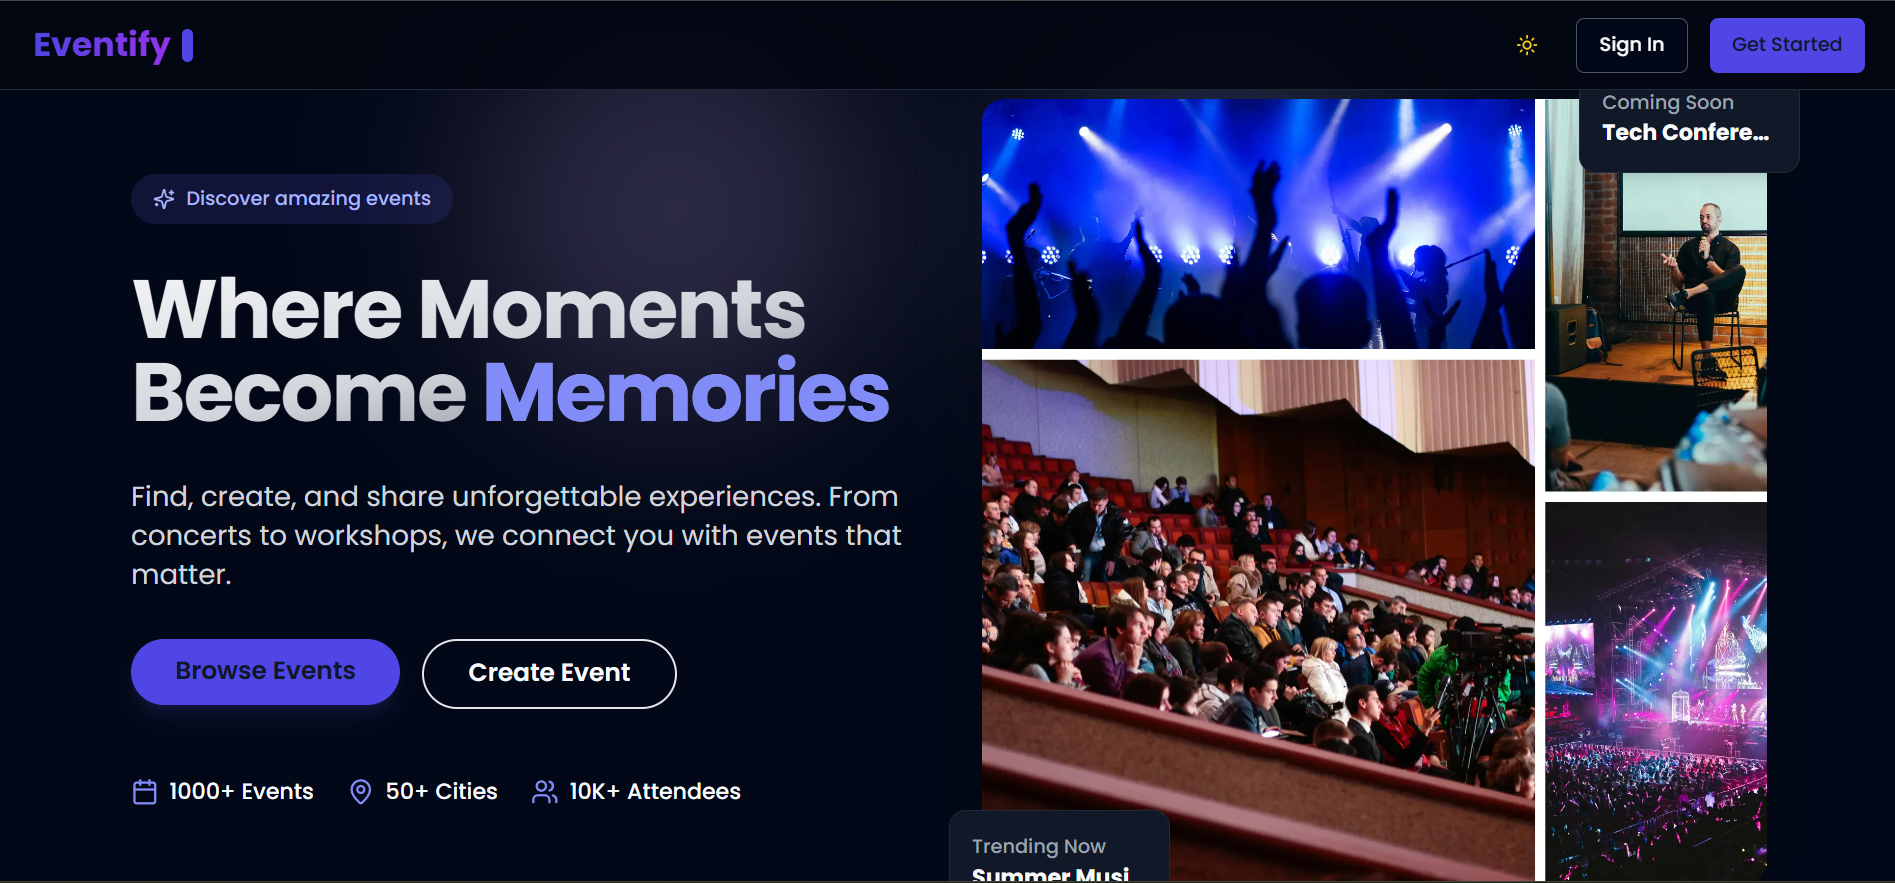 Eventify
Sign In
Get Started
Coming Soon
Tech Confere...
Discover amazing events
Where Moments
Become Memories
Find, create, and share unforgettable experiences. From
concerts to workshops, we connect you with events that
matter.
Browse Events
Create Event
1000+ Events
50+ Cities
10K+ Attendees
Trending Now
Summer Musi